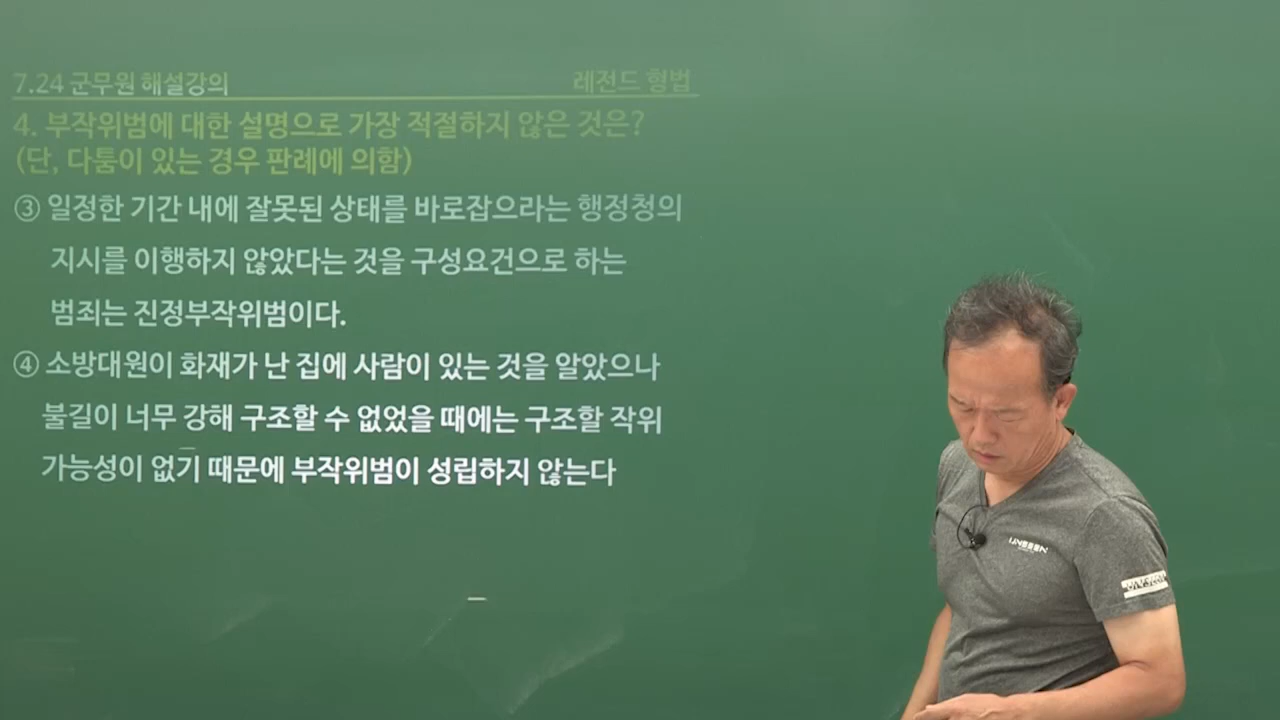 7.24 군무원 해설강의
레전드 형법
4. 부작위범에 대한 설명으로 가장 적절하지 않은 것은?
(단, 다툼이 있는 경우 판례에 의함)
③ 일정한 기간 내에 잘못된 상태를 바로잡으라는 행정청의
지시를 이행하지 않았다는 것을 구성요건으로 하는
범죄는 진정부작위범이다.
④ 소방대원이 화재가 난 집에 사람이 있는 것을 알았으나
불길이 너무 강해 구조할 수 없었을 때에는 구조할 작위
가능성이 없기 때문에 부작위범이 성립하지 않는다